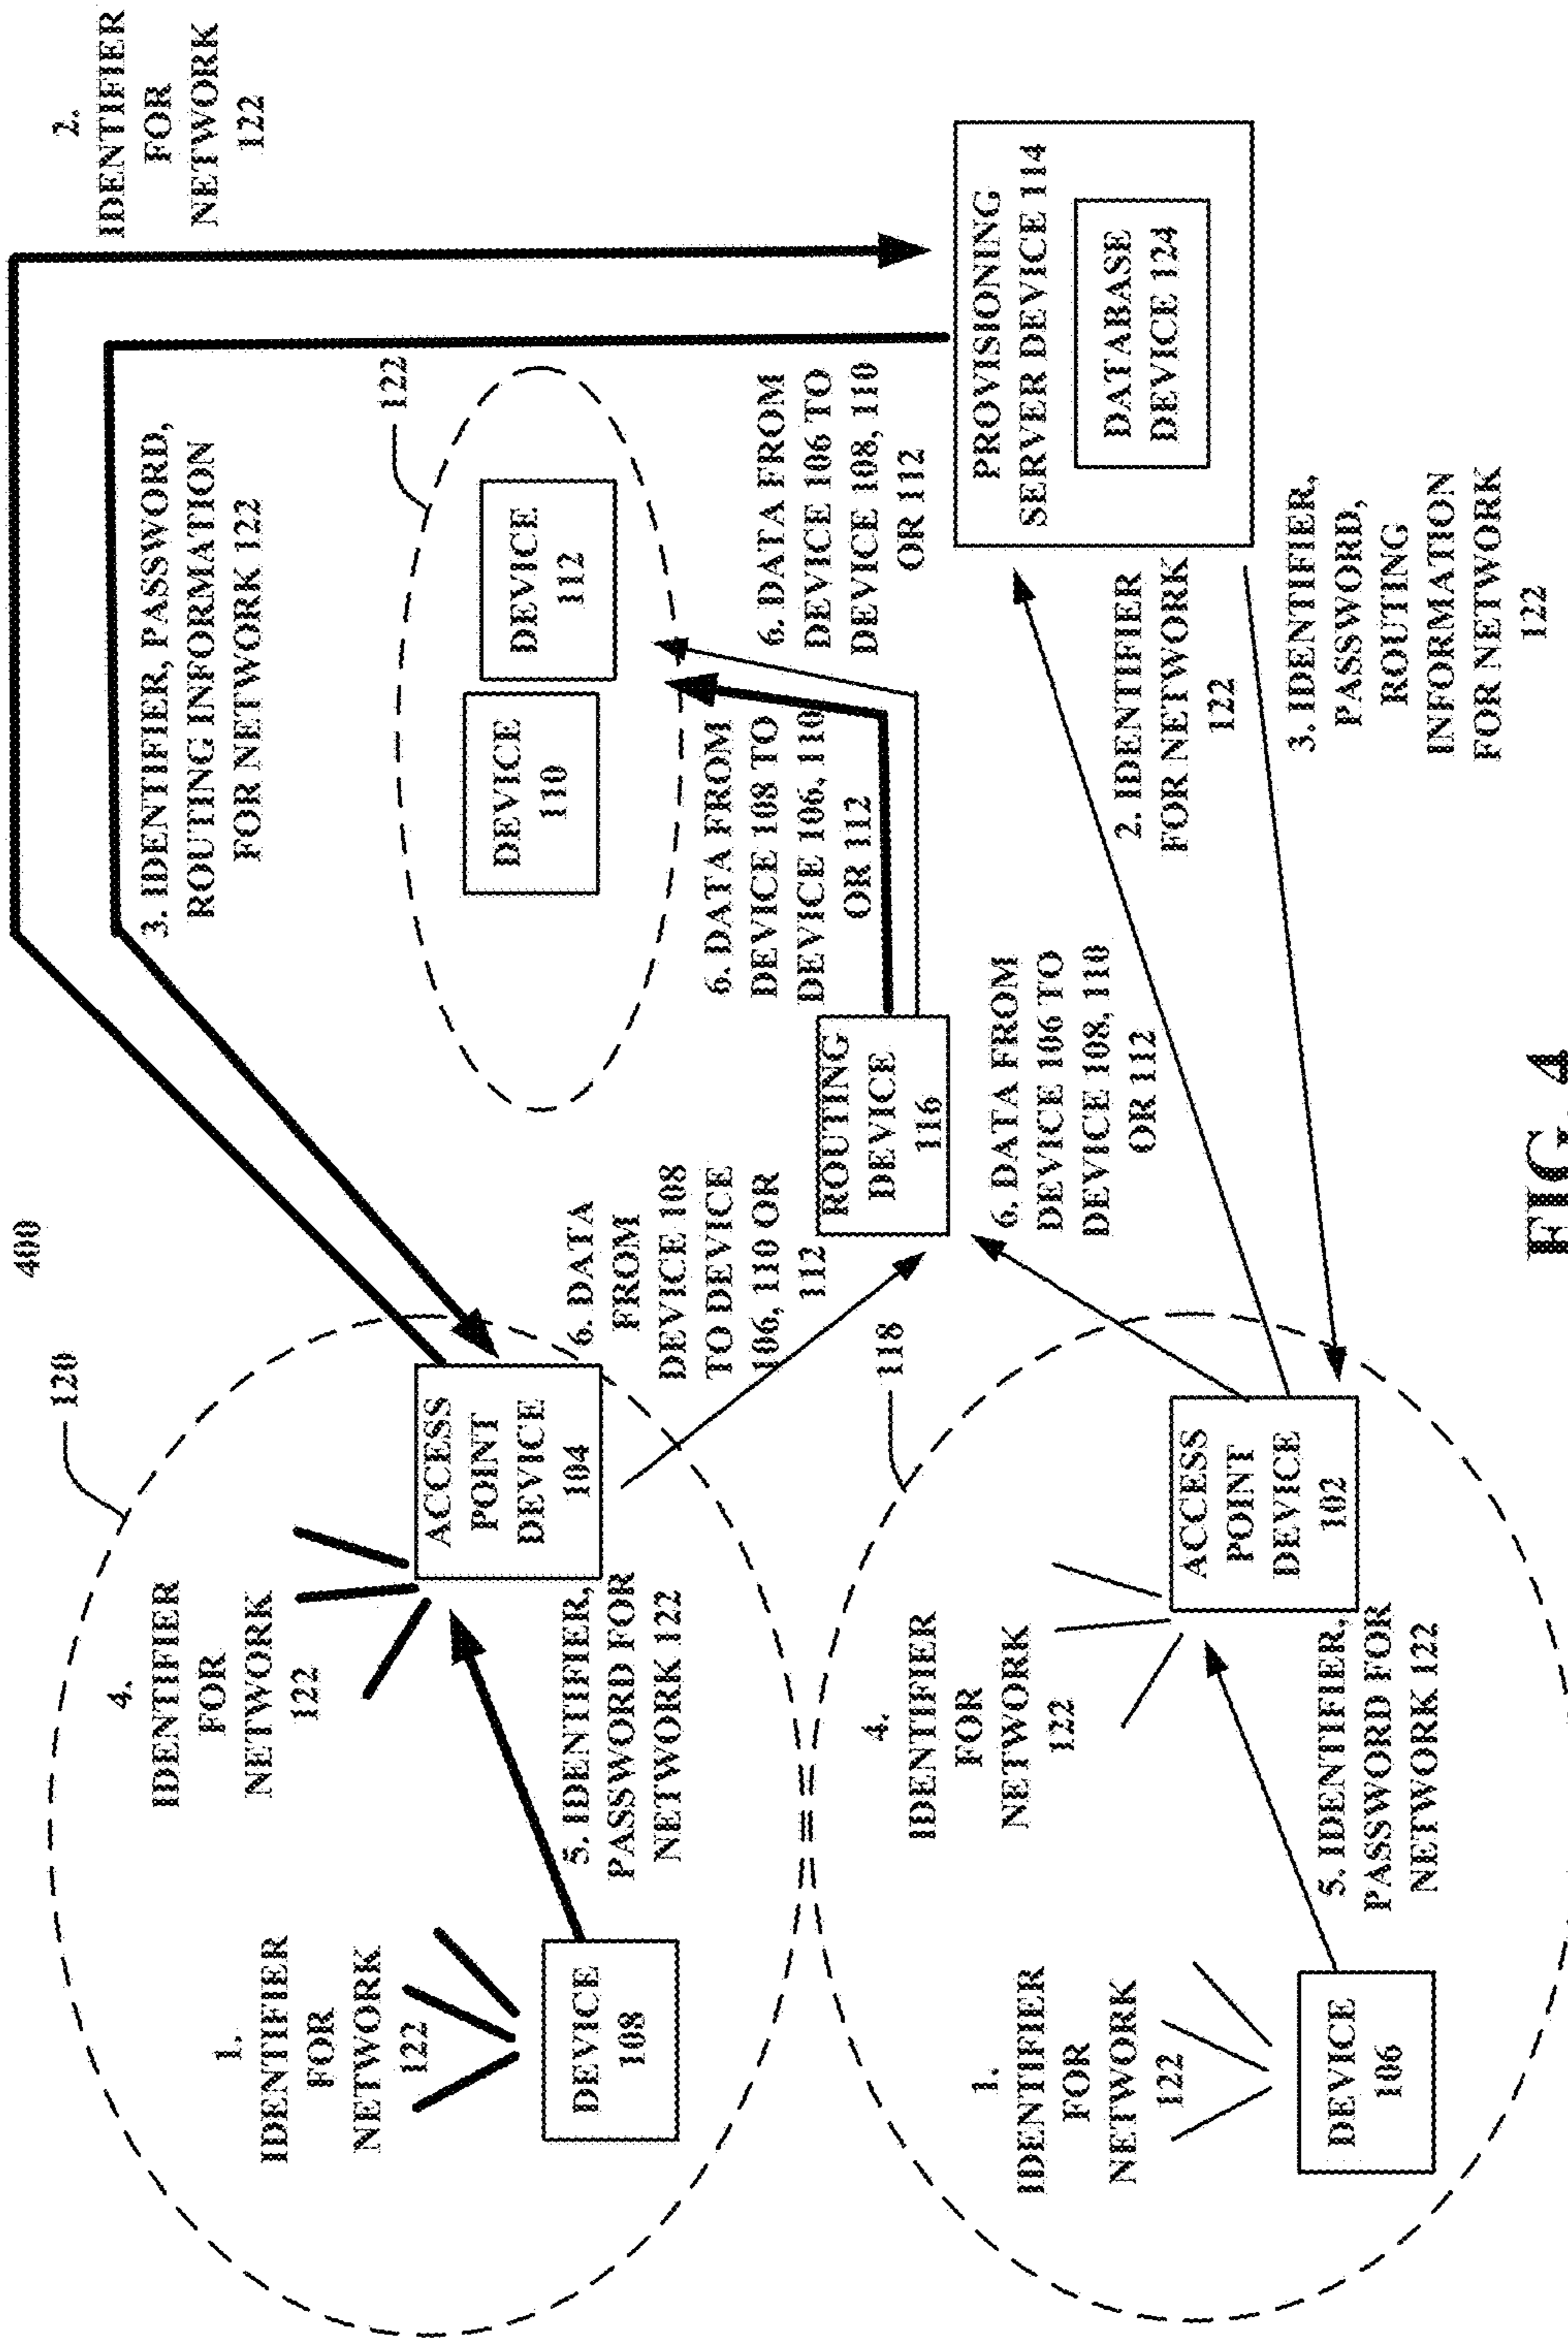 400
120
1.
IDENTIFIER
FOR
NETWORK
122
DEVICE
108
4.
IDENTIFIER
FOR
NETWORK
122
5. IDENTIFIER,
PASSWORD FOR
NETWORK 122
ACCESS
POINT
DEVICE
104
2.
IDENTIFIER
FOR
NETWORK
122
3. IDENTIFIER, PASSWORD,
ROUTING INFORMATION
FOR NETWORK 122
122
DEVICE
110
DEVICE
112
6. DATA
FROM
DEVICE 108
TO DEVICE
106, 110 OR
112
6. DATA FROM
DEVICE 108 TO
DEVICE 106, 110
OR 112
6. DATA FROM
DEVICE 106 TO
DEVICE 108, 110
OR 112
ROUTING
DEVICE
116
118
1.
IDENTIFIER
FOR
NETWORK
122
DEVICE
106
4.
IDENTIFIER
FOR
NETWORK
122
5. IDENTIFIER,
PASSWORD FOR
NETWORK 122
ACCESS
POINT
DEVICE
102
6. DATA FROM
DEVICE 106 TO
DEVICE 108, 110
OR 112
2. IDENTIFIER
FOR NETWORK
122
PROVISIONING
SERVER DEVICE 114
DATABASE
DEVICE 124
3. IDENTIFIER,
PASSWORD,
ROUTING
INFORMATION
FOR NETWORK
122
FIG. 4